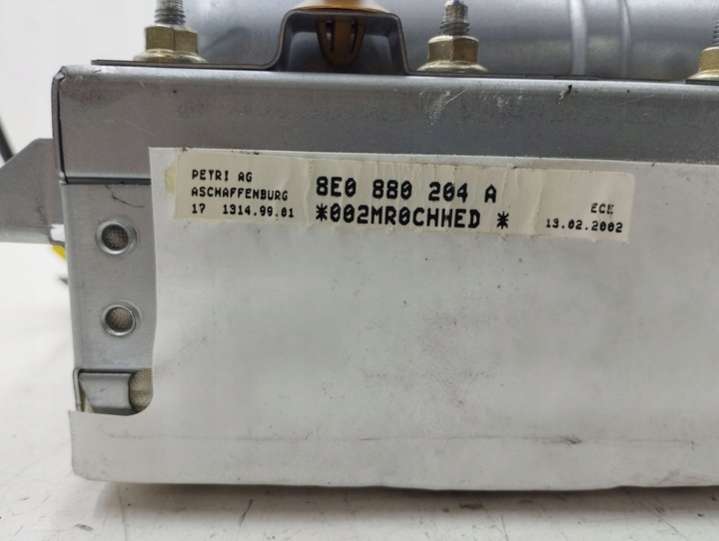 PETRI AG
ASCHAFFENBURG
17 1314.99.01
8E0 880 204 A
*002MR0CHHED *
ECE
13.02.2002